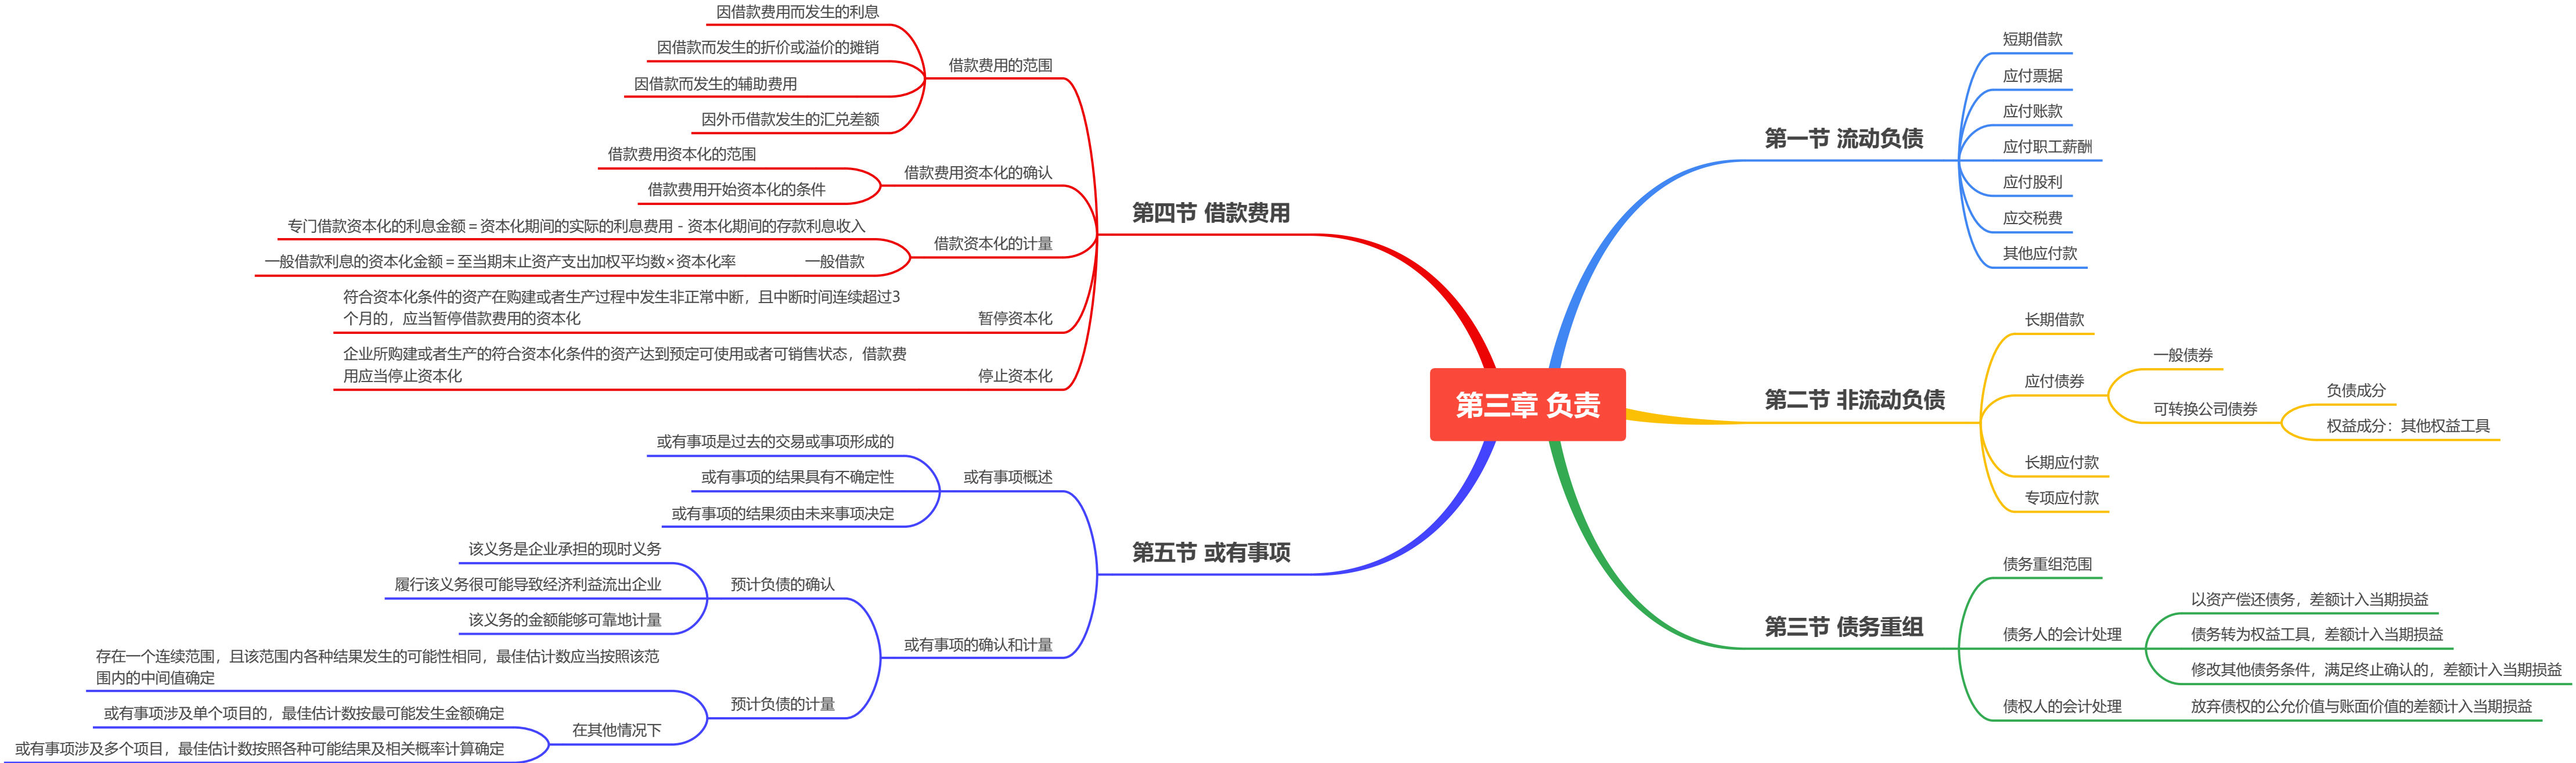 第三章 负责
第一节 流动负债
短期借款
应付票据
应付账款
应付职工薪酬
应付股利
应交税费
其他应付款
第二节 非流动负债
长期借款
应付债券
一般债券
可转换公司债券
负债成分
权益成分：其他权益工具
长期应付款
专项应付款
第三节 债务重组
债务重组范围
债务人的会计处理
以资产偿还债务，差额计入当期损益
债务转为权益工具，差额计入当期损益
修改其他债务条件，满足终止确认的，差额计入当期损益
债权人的会计处理
放弃债权的公允价值与账面价值的差额计入当期损益
第四节 借款费用
借款费用的范围
因借款费用而发生的利息
因借款而发生的折价或溢价的摊销
因借款而发生的辅助费用
因外币借款发生的汇兑差额
借款费用资本化的确认
借款费用资本化的范围
借款费用开始资本化的条件
借款资本化的计量
专门借款资本化的利息金额＝资本化期间的实际的利息费用 - 资本化期间的存款利息收入
一般借款
一般借款利息的资本化金额＝至当期末止资产支出加权平均数×资本化率
暂停资本化
符合资本化条件的资产在购建或者生产过程中发生非正常中断，且中断时间连续超过3
个月的，应当暂停借款费用的资本化
停止资本化
企业所购建或者生产的符合资本化条件的资产达到预定可使用或者可销售状态，借款费
用应当停止资本化
第五节 或有事项
或有事项概述
或有事项是过去的交易或事项形成的
或有事项的结果具有不确定性
或有事项的结果须由未来事项决定
或有事项的确认和计量
预计负债的确认
该义务是企业承担的现时义务
履行该义务很可能导致经济利益流出企业
该义务的金额能够可靠地计量
预计负债的计量
存在一个连续范围，且该范围内各种结果发生的可能性相同，最佳估计数应当按照该范
围内的中间值确定
在其他情况下
或有事项涉及单个项目的，最佳估计数按最可能发生金额确定
或有事项涉及多个项目，最佳估计数按照各种可能结果及相关概率计算确定